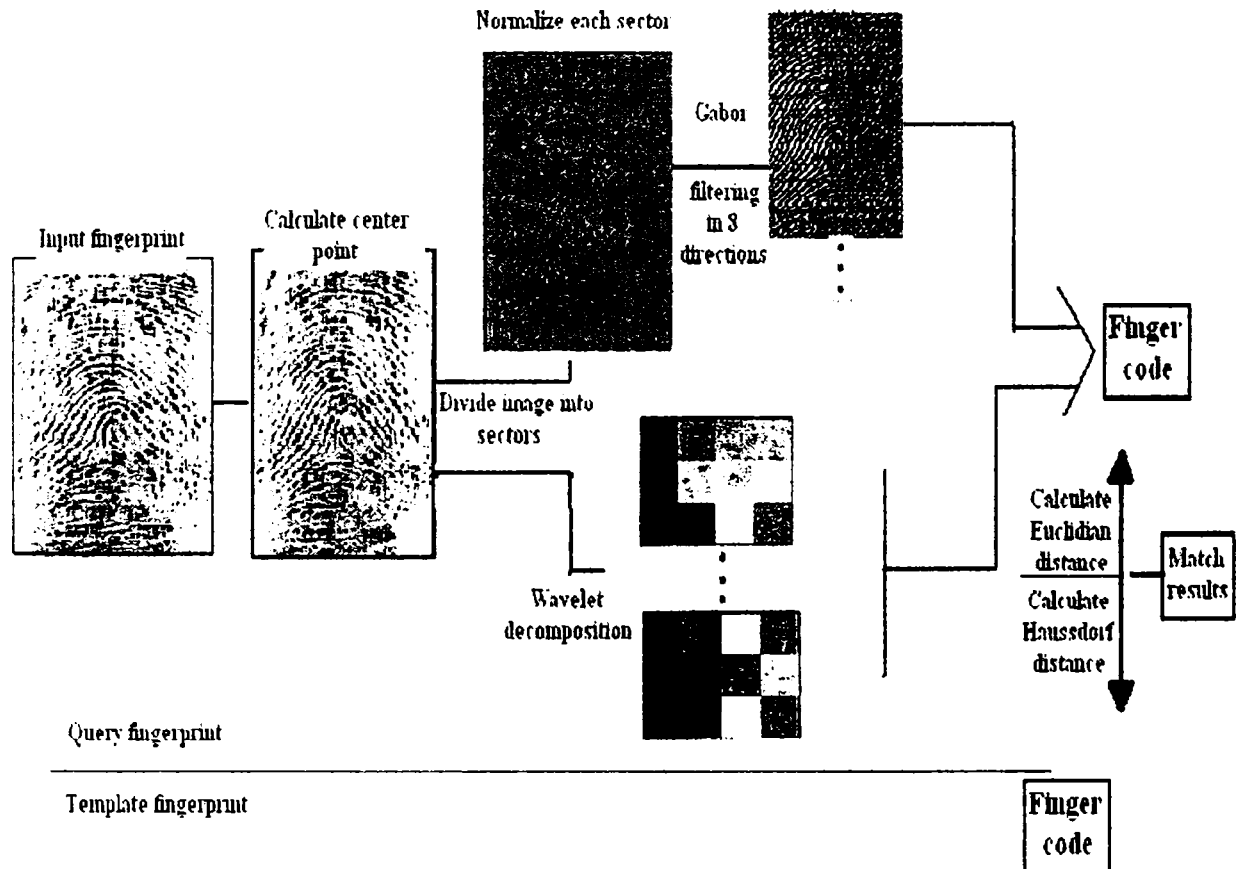 Normalize each sector
Gabor
filtering
in 8
directions
Input fingerprint
Calculate center
point
Divide image into
sectors
Wavelet
decomposition
Finger
code
Calculate
Euclidian
distance
Calculate
Haussdorf
distance
Match
results
Query fingerprint
Template fingerprint
Finger
code